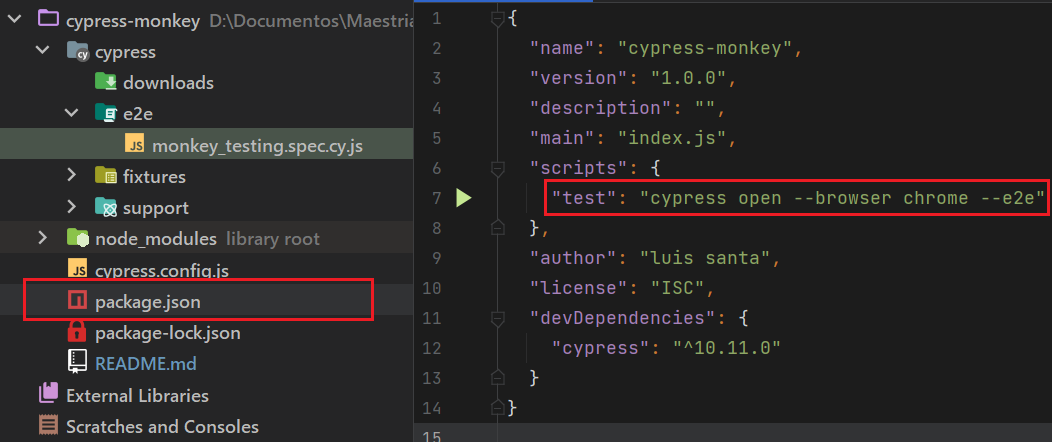 cypress-monkey D:\Documentos\Maestria
cypress
downloads
e2e
monkey_testing.spec.cy.js
fixtures
support
node_modules library root
cypress.config.js
package.json
package-lock.json
README.md
External Libraries
Scratches and Consoles
1 {
2 "name": "cypress-monkey",
3 "version": "1.0.0",
4 "description": "",
5 "main": "index.js",
6 "scripts": {
7 "test": "cypress open --browser chrome --e2e"
8 },
9 "author": "luis santa",
10 "license": "ISC",
11 "devDependencies": {
12 "cypress": "^10.11.0"
13 }
14 }
15